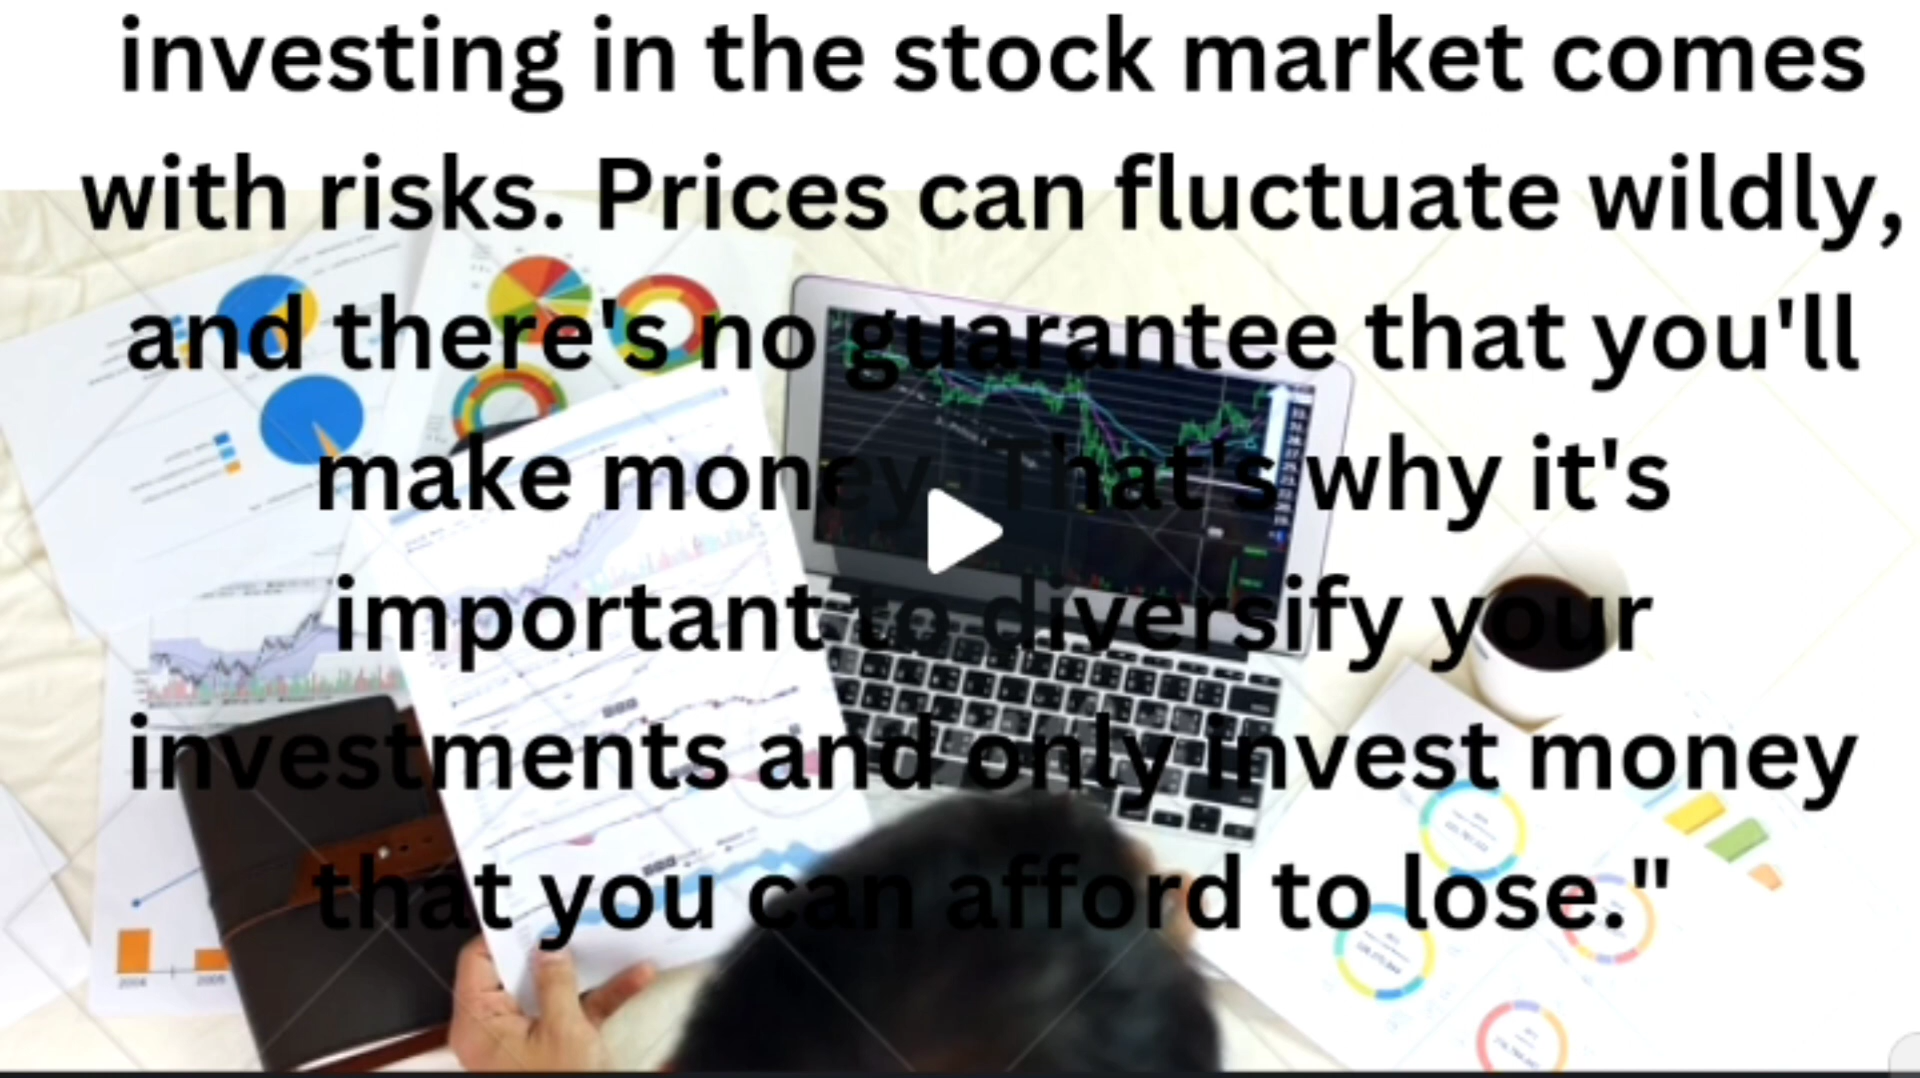 investing in the stock market comes
with risks. Prices can fluctuate wildly,
and there's no guarantee that you'll
make money. That's why it's
important to diversify your
investments and only invest money
that you can afford to lose."
2004 2005